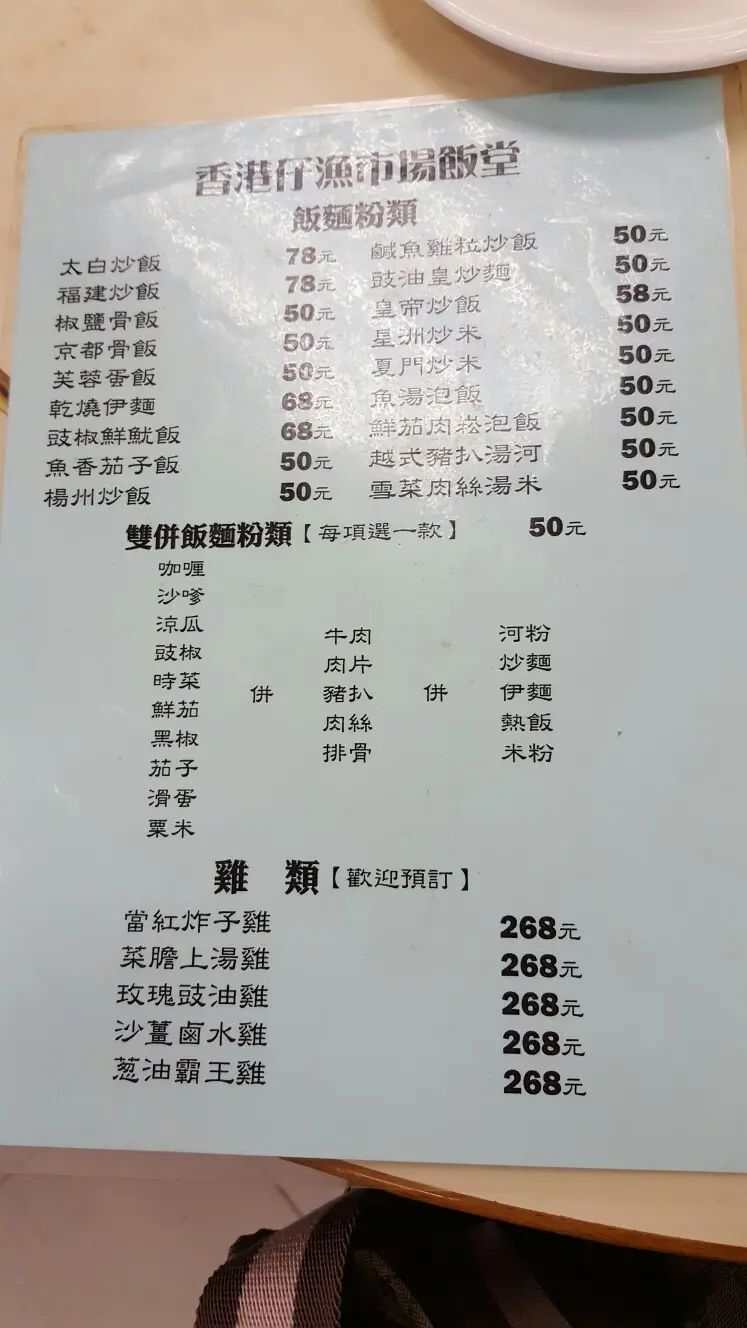 香港仔漁市場飯堂
飯麵粉類
太白炒飯 78元
福建炒飯 78元
椒鹽骨飯 50元
京都骨飯 50元
芙蓉蛋飯 50元
乾燒伊麵 68元
豉椒鮮魷飯 68元
魚香茄子飯 50元
楊州炒飯 50元
鹹魚雞粒炒飯 50元
豉油皇炒麵 50元
皇帝炒飯 58元
星洲炒米 50元
夏門炒米 50元
魚湯泡飯 50元
鮮茄肉崧泡飯 50元
越式豬扒湯河 50元
雪菜肉絲湯米 50元
雙併飯麵粉類【每項選一款】 50元
咖喱
沙嗲
涼瓜
豉椒
時菜
鮮茄
黑椒
茄子
滑蛋
粟米
併
牛肉
肉片
豬扒
肉絲
排骨
併
河粉
炒麵
伊麵
熱飯
米粉
雞 類【歡迎預訂】
當紅炸子雞 268元
菜膽上湯雞 268元
玫瑰豉油雞 268元
沙薑鹵水雞 268元
葱油霸王雞 268元